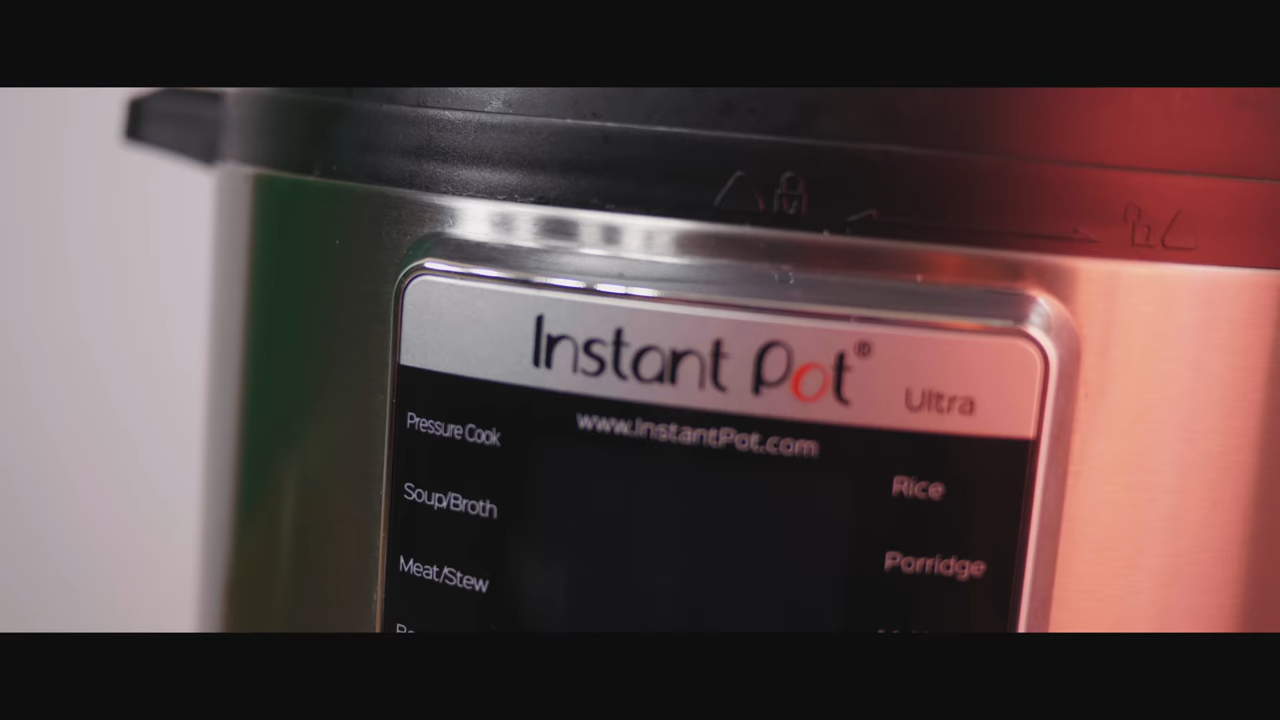 Instant Pot®
Ultra
www.InstantPot.com
Pressure Cook
Rice
Soup/Broth
Porridge
Meat/Stew